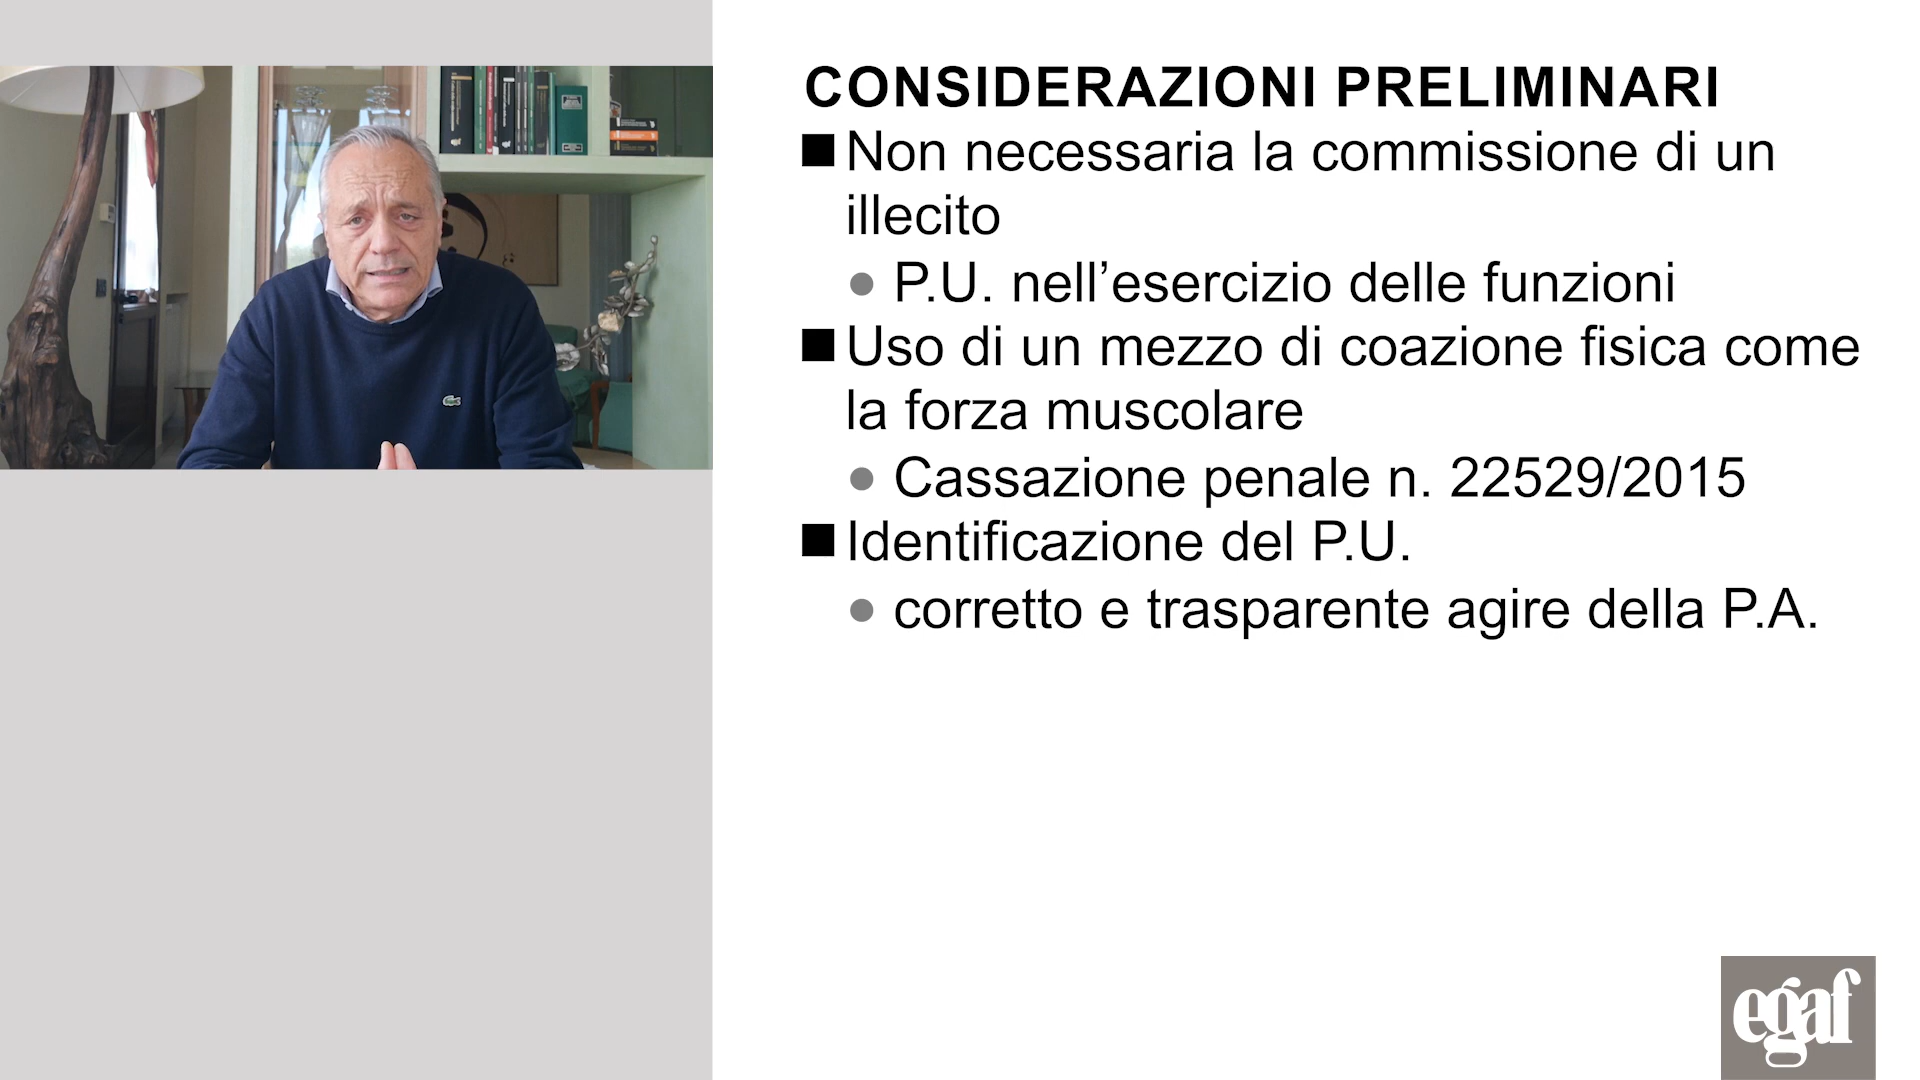 CONSIDERAZIONI PRELIMINARI
■ Non necessaria la commissione di un
illecito
● P.U. nell’esercizio delle funzioni
■ Uso di un mezzo di coazione fisica come
la forza muscolare
● Cassazione penale n. 22529/2015
■ Identificazione del P.U.
● corretto e trasparente agire della P.A.
egaf